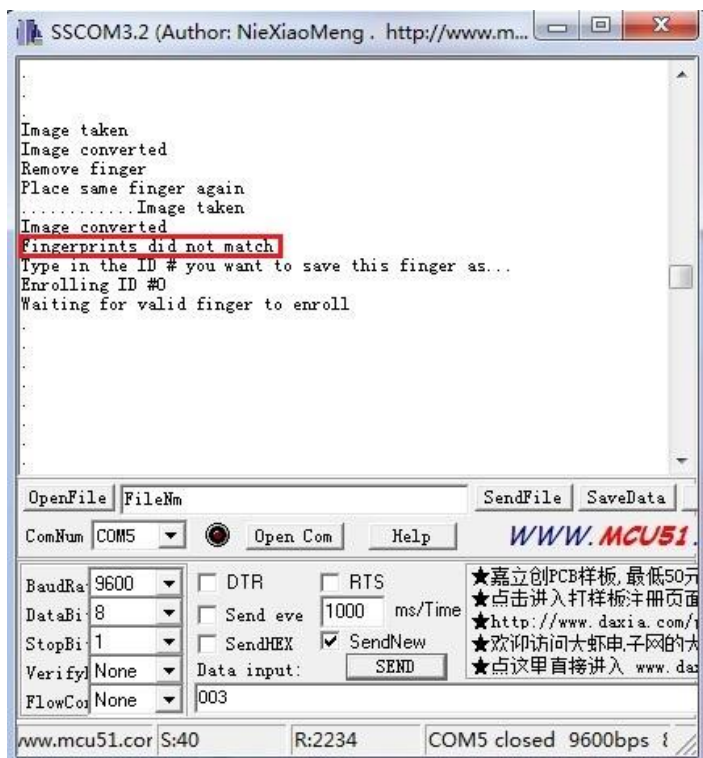 SSCOM3.2 (Author: NieXiaoMeng . http://www.m...
.
.
.
Image taken
Image converted
Remove finger
Place same finger again
............Image taken
Image converted
Fingerprints did not match
Type in the ID # you want to save this finger as...
Enrolling ID #0
Waiting for valid finger to enroll
.
.
.
.
.
.
.
.
OpenFile FileNm SendFile SaveData
ComNum COM5 Open Com Help WWW.MCU51.
BaudRa 9600 DTR RTS
DataBi 8 Send eve 1000 ms/Time
StopBi 1 SendHEX SendNew
Verify None Data input: SEND
FlowCo None 003
★嘉立创PCB样板,最低50元
★点击进入打样板注册页面
★http://www.daxia.com/
★欢迎访问大虾电子网的大
★点这里直接进入 www.da
www.mcu51.cor S:40 R:2234 COM5 closed 9600bps 8